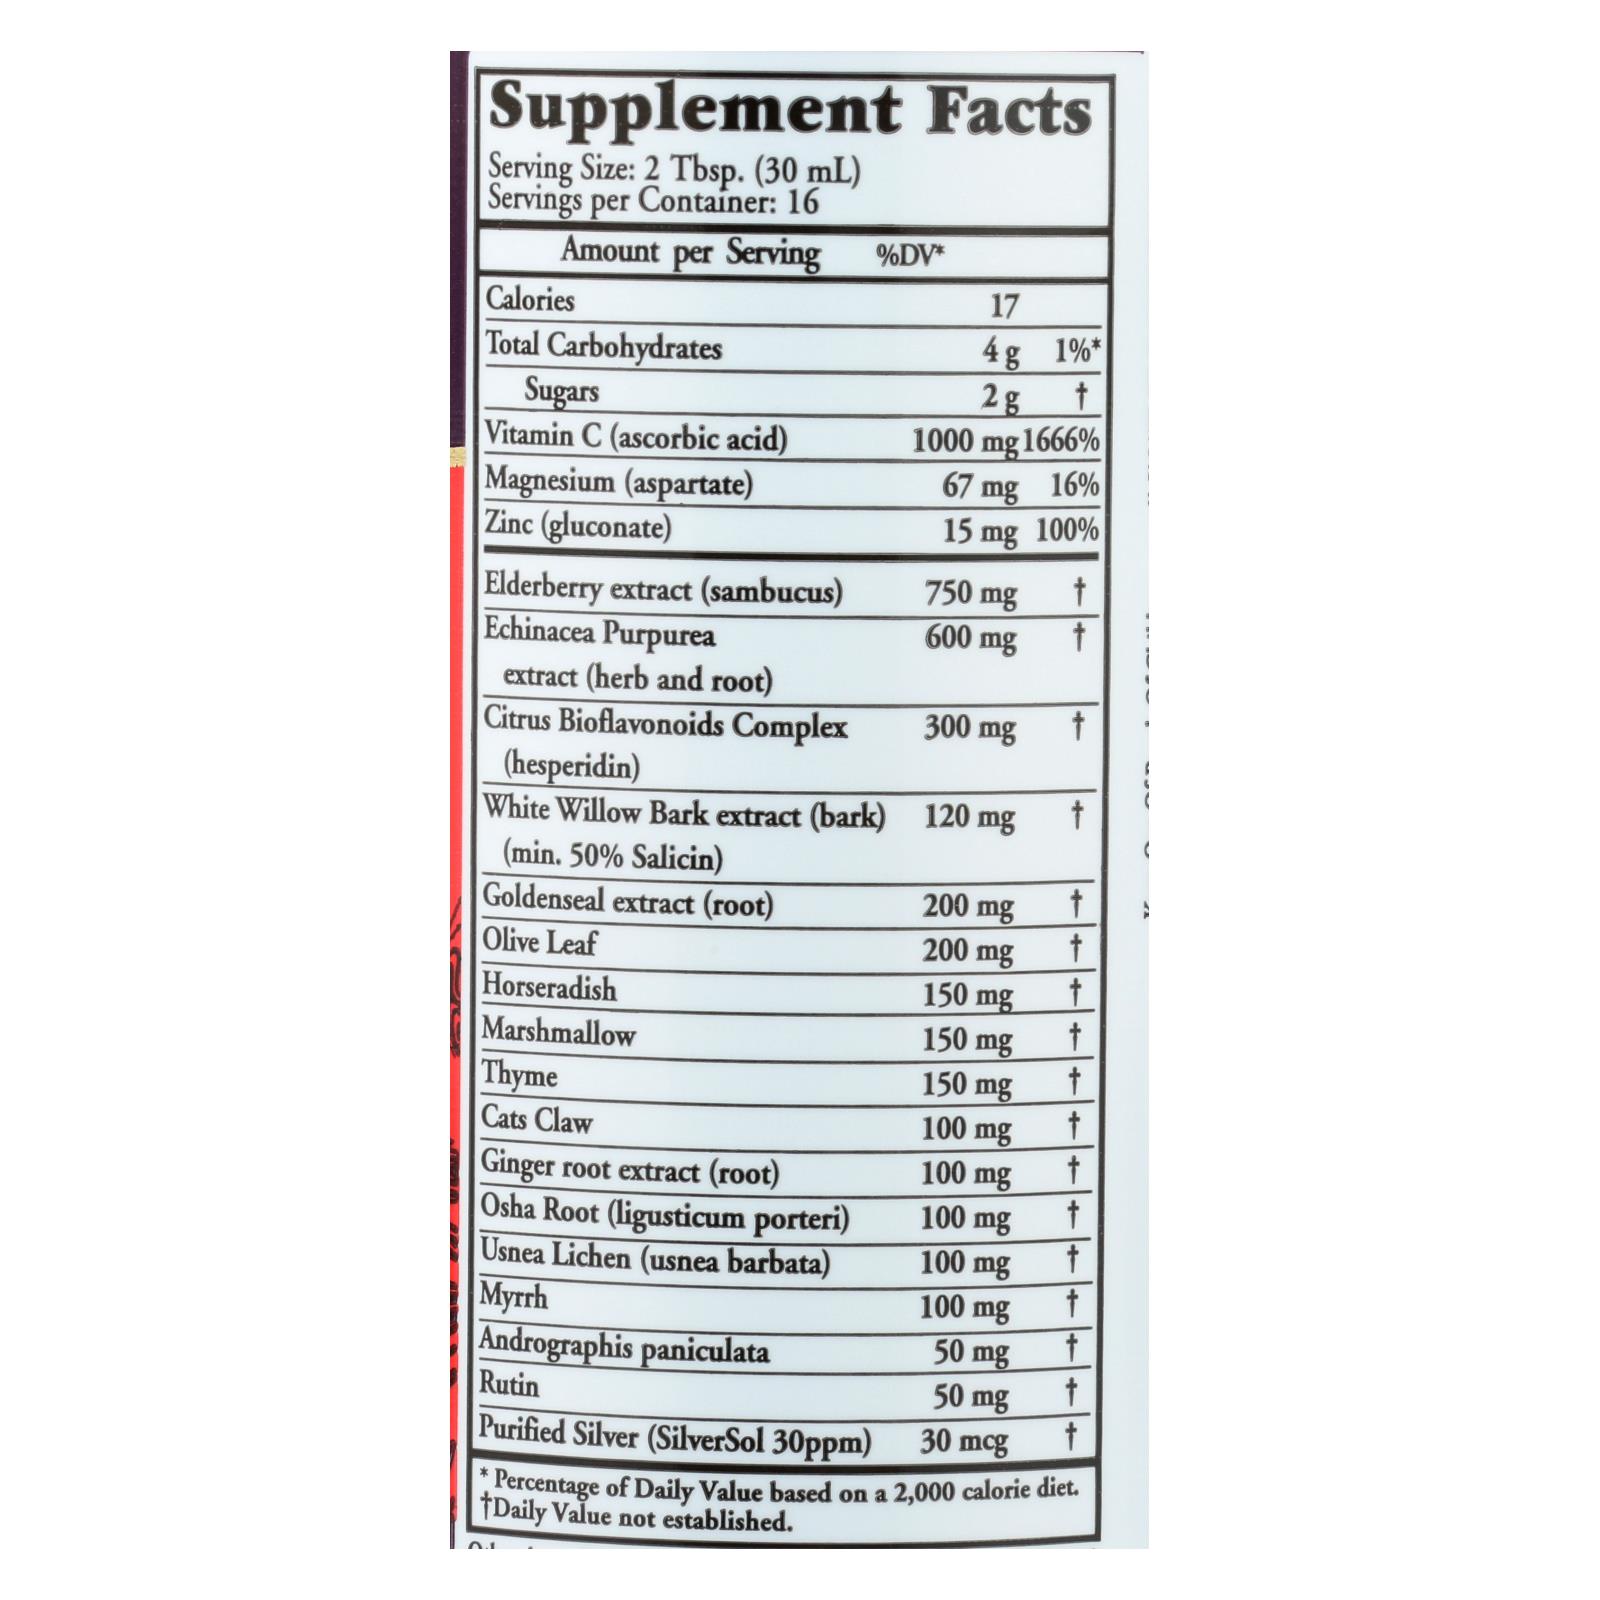 Supplement Facts
Serving Size: 2 Tbsp. (30 mL)
Servings per Container: 16
Amount per Serving %DV*
Calories 17
Total Carbohydrates 4 g 1%*
Sugars 2 g †
Vitamin C (ascorbic acid) 1000 mg 1666%
Magnesium (aspartate) 67 mg 16%
Zinc (gluconate) 15 mg 100%
Elderberry extract (sambucus) 750 mg †
Echinacea Purpurea 600 mg †
extract (herb and root)
Citrus Bioflavonoids Complex 300 mg †
(hesperidin)
White Willow Bark extract (bark) 120 mg †
(min. 50% Salicin)
Goldenseal extract (root) 200 mg †
Olive Leaf 200 mg †
Horseradish 150 mg †
Marshmallow 150 mg †
Thyme 150 mg †
Cats Claw 100 mg †
Ginger root extract (root) 100 mg †
Osha Root (ligusticum porteri) 100 mg †
Usnea Lichen (usnea barbata) 100 mg †
Myrrh 100 mg †
Andrographis paniculata 50 mg †
Rutin 50 mg †
Purified Silver (SilverSol 30ppm) 30 mcg †
* Percentage of Daily Value based on a 2,000 calorie diet.
†Daily Value not established.